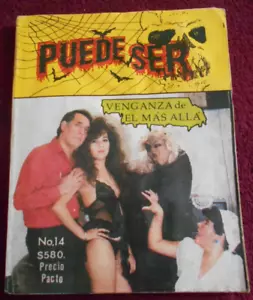 PUEDE SER
VENGANZA de
EL MÁS ALLÁ
No.14
$580.
Precio
Pacto